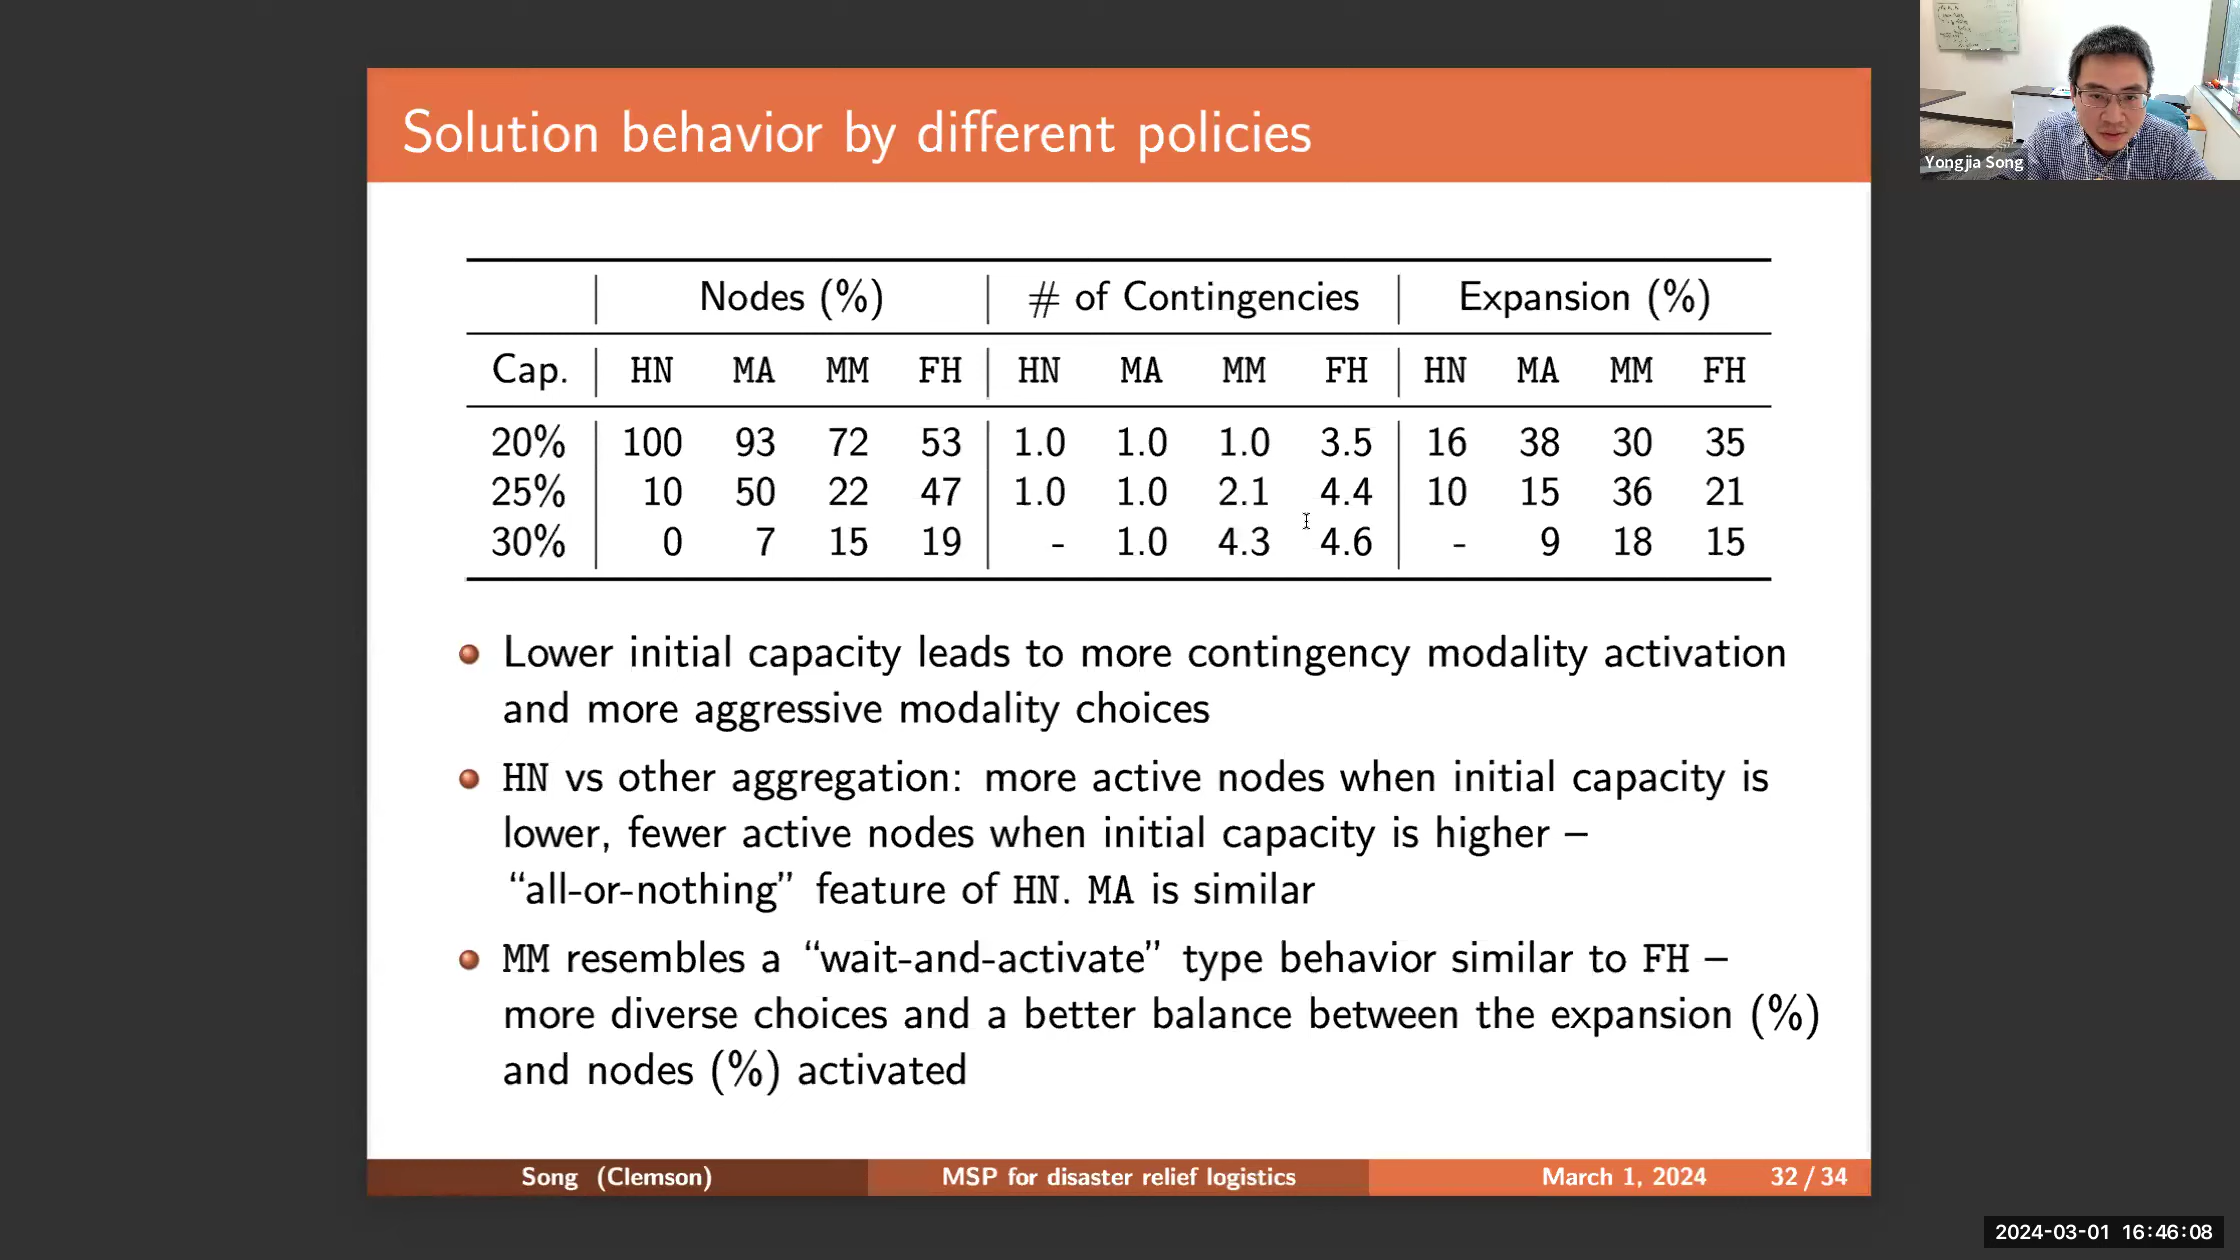 Solution behavior by different policies
Yongjia Song
Nodes (%) # of Contingencies Expansion (%)
Cap. HN MA MM FH HN MA MM FH HN MA MM FH
20% 100 93 72 53 1.0 1.0 1.0 3.5 16 38 30 35
25% 10 50 22 47 1.0 1.0 2.1 4.4 10 15 36 21
30% 0 7 15 19 - 1.0 4.3 4.6 - 9 18 15
Lower initial capacity leads to more contingency modality activation
and more aggressive modality choices
HN vs other aggregation: more active nodes when initial capacity is
lower, fewer active nodes when initial capacity is higher –
“all-or-nothing” feature of HN. MA is similar
MM resembles a “wait-and-activate” type behavior similar to FH –
more diverse choices and a better balance between the expansion (%)
and nodes (%) activated
Song (Clemson) MSP for disaster relief logistics March 1, 2024 32 / 34
2024-03-01 16:46:08